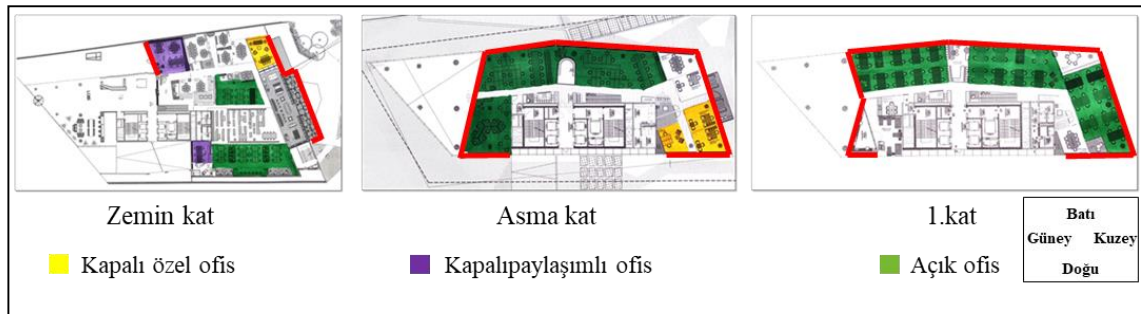 Zemin kat
Asma kat
1.kat
Batı
Güney Kuzey
Doğu
Kapalı özel ofis
Kapalıpaylaşımlı ofis
Açık ofis